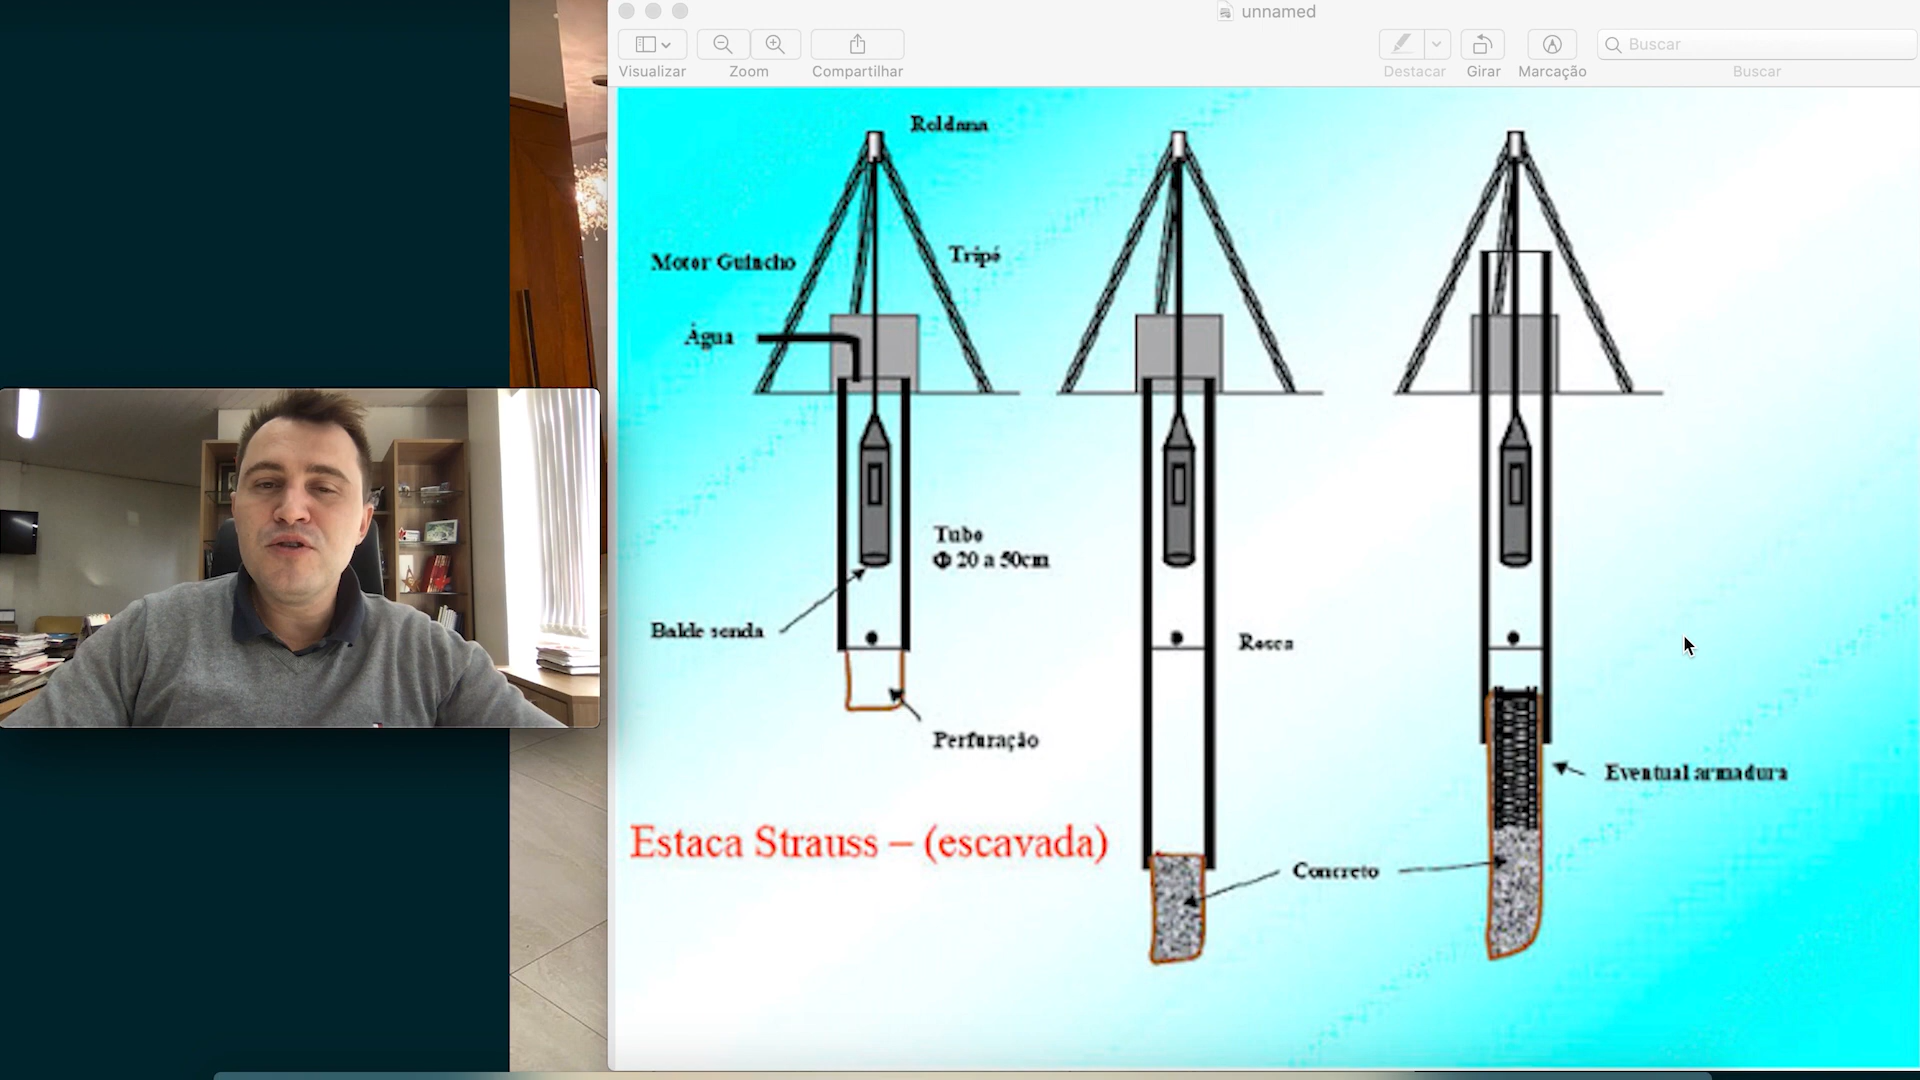 unnamed
Visualizar
Zoom
Compartilhar
Destacar
Girar
Marcação
Buscar
Buscar
Roldana
Motor Guincho
Tripé
Água
Tubo
Φ 20 a 50cm
Balde sonda
Rosca
Perfuração
Eventual armadura
Estaca Strauss – (escavada)
Concreto